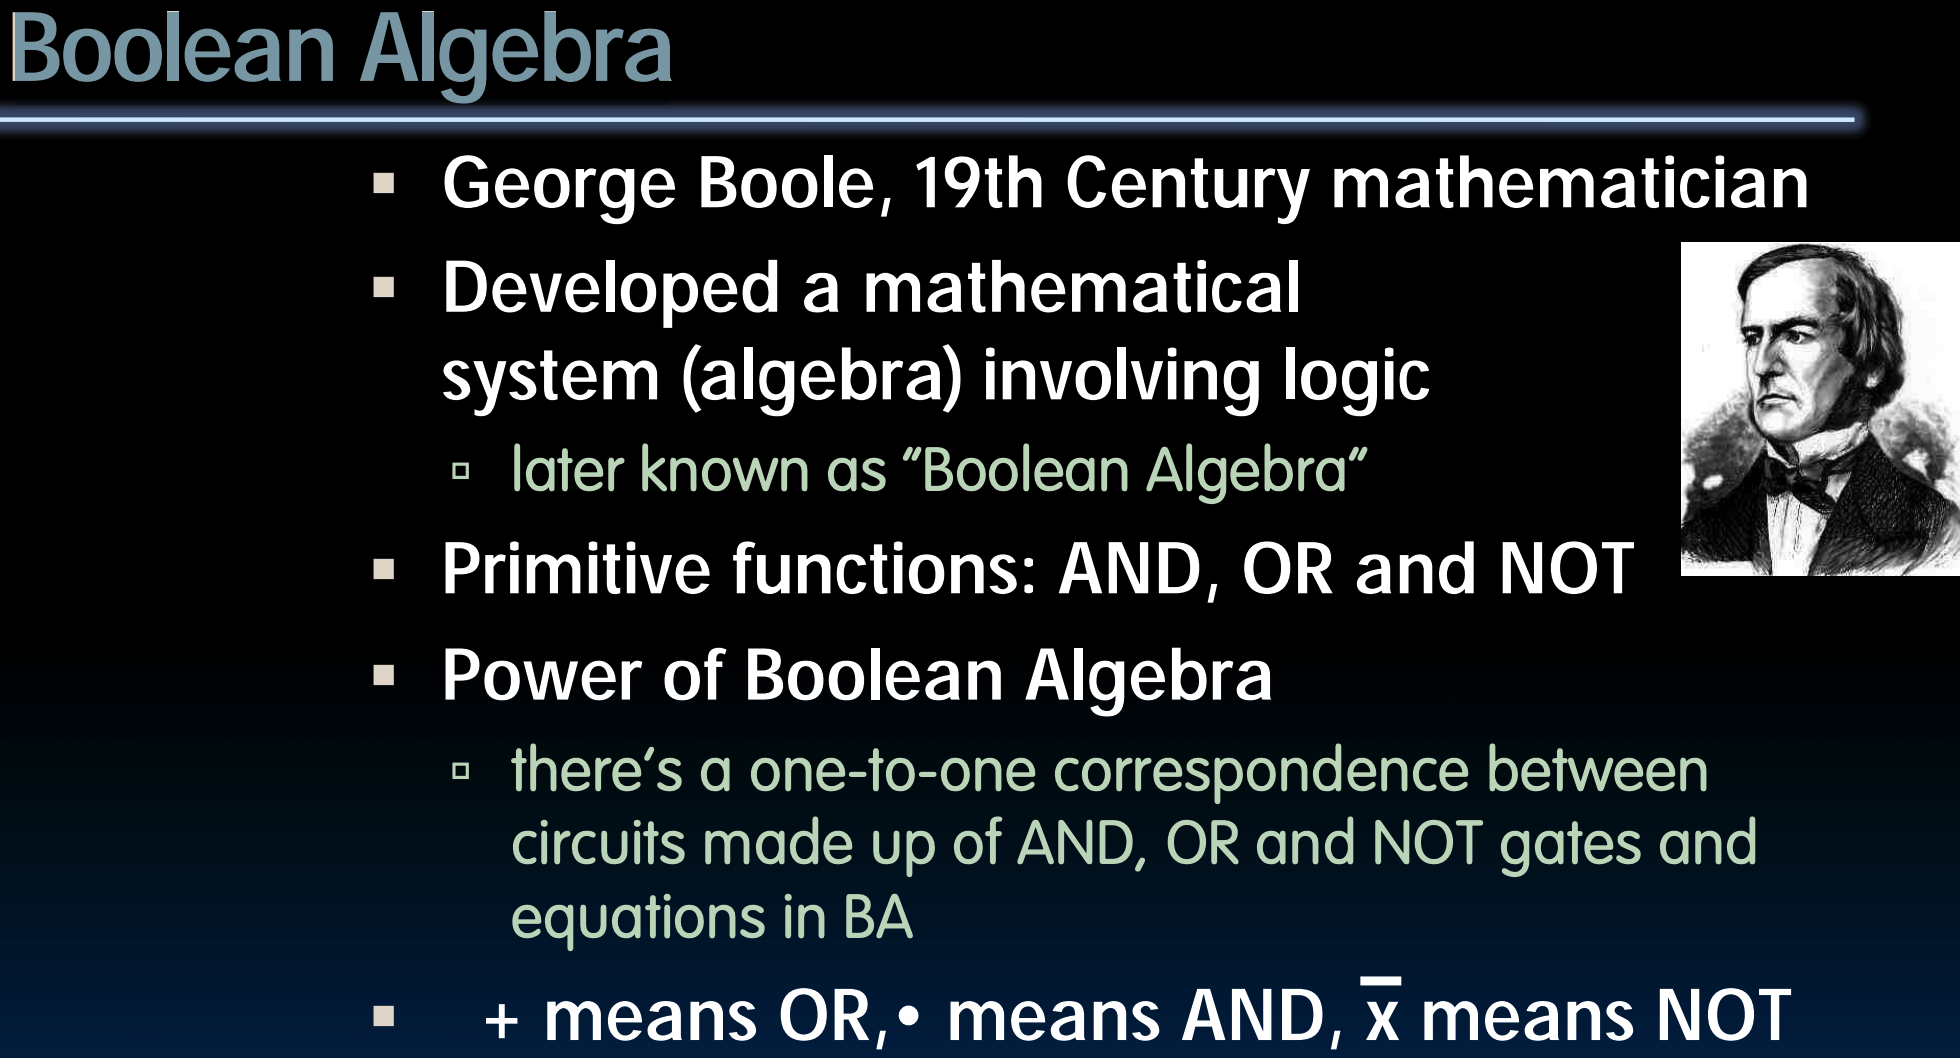 Boolean Algebra
George Boole, 19th Century mathematician
Developed a mathematical
system (algebra) involving logic
later known as “Boolean Algebra”
Primitive functions: AND, OR and NOT
Power of Boolean Algebra
there’s a one-to-one correspondence between
circuits made up of AND, OR and NOT gates and
equations in BA
+ means OR,• means AND, x̅ means NOT